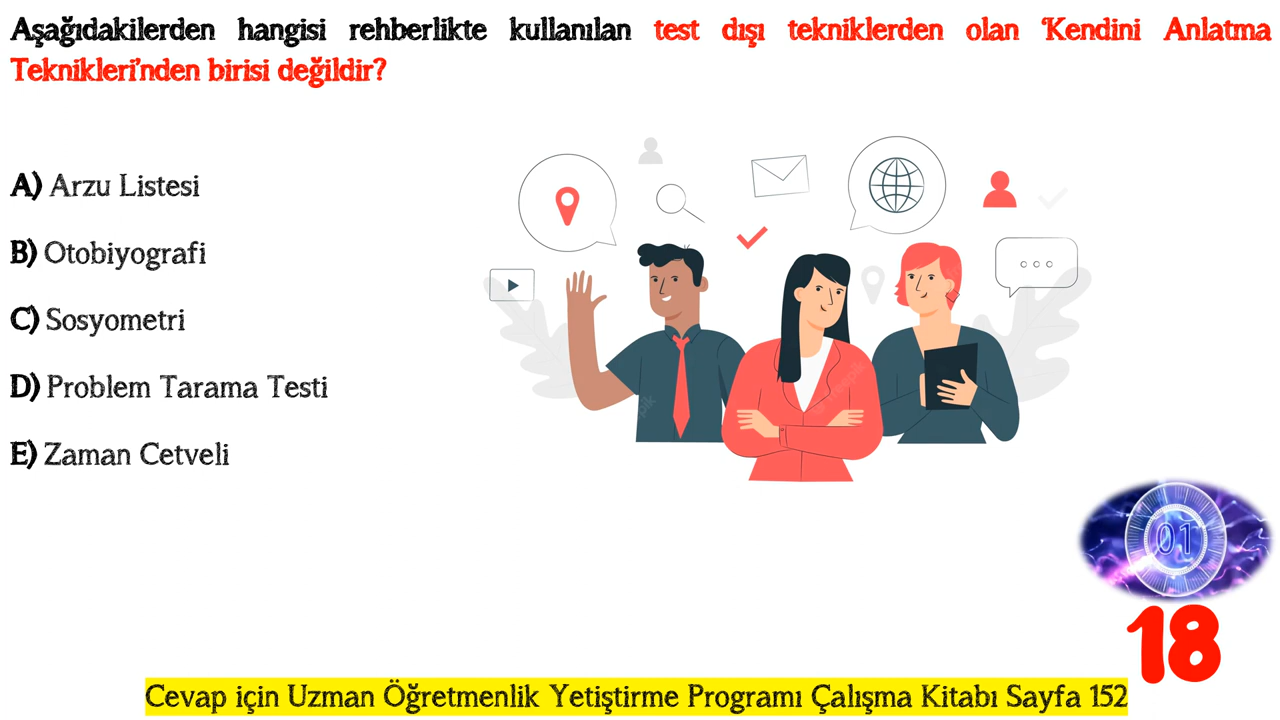 Aşağıdakilerden hangisi rehberlikte kullanılan test dışı tekniklerden olan ‘Kendini Anlatma
Teknikleri’nden birisi değildir?
A) Arzu Listesi
B) Otobiyografi
C) Sosyometri
D) Problem Tarama Testi
E) Zaman Cetveli
01
18
Cevap için Uzman Öğretmenlik Yetiştirme Programı Çalışma Kitabı Sayfa 152